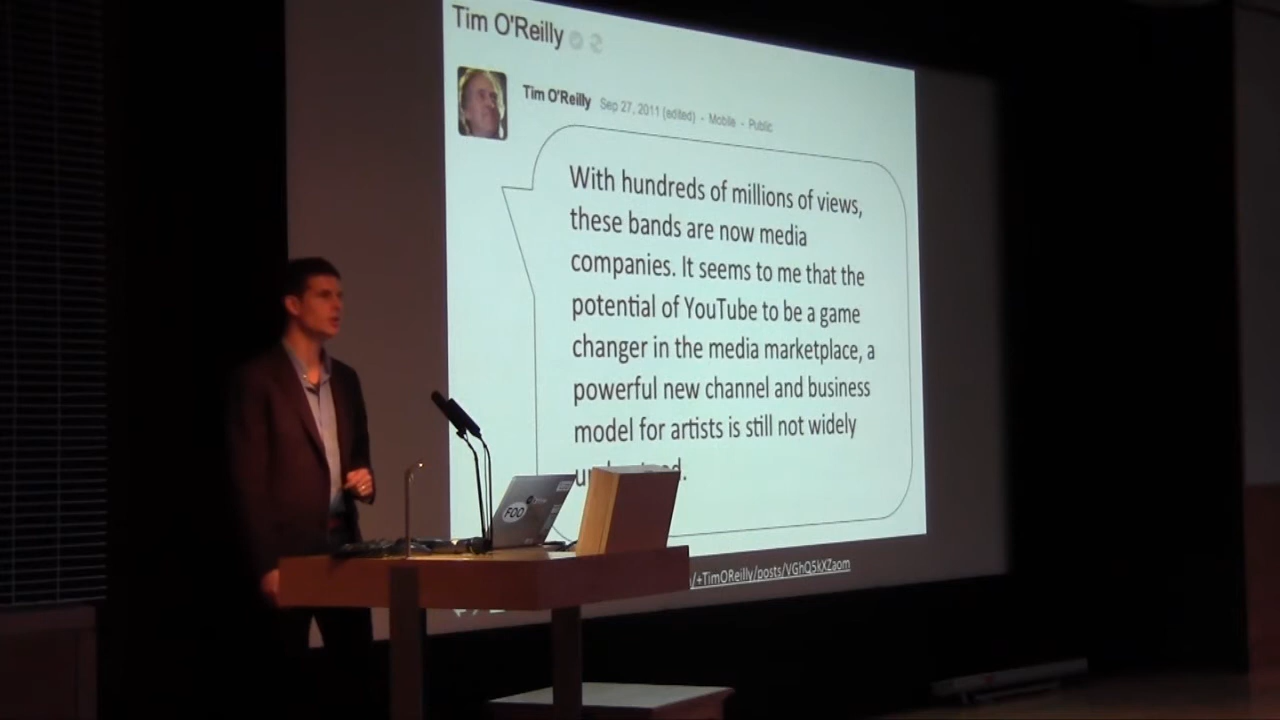 Tim O'Reilly
Tim O'Reilly Sep 27, 2011 (edited) - Mobile - Public
With hundreds of millions of views,
these bands are now media
companies. It seems to me that the
potential of YouTube to be a game
changer in the media marketplace, a
powerful new channel and business
model for artists is still not widely
/+TimOReilly/posts/VGhQ5kXZaom
FOO